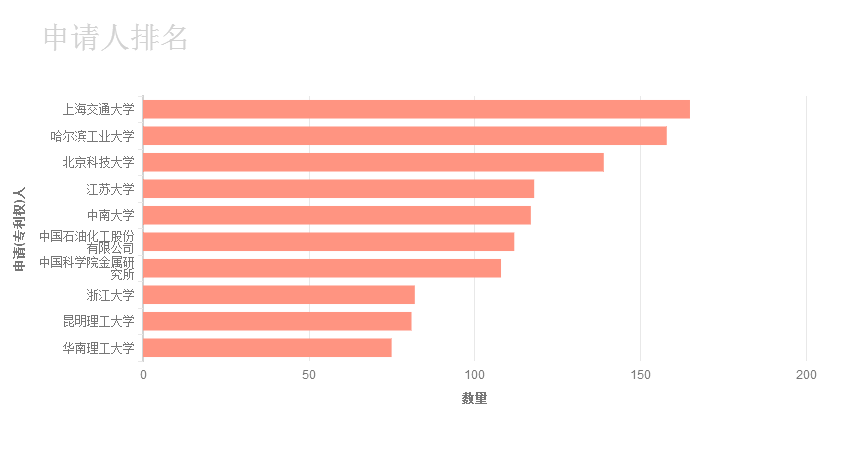 申请人排名
上海交通大学
哈尔滨工业大学
北京科技大学
江苏大学
中南大学
中国石油化工股份
有限公司
中国科学院金属研
究所
浙江大学
昆明理工大学
华南理工大学
申请(专利权)人
0 50 100 150 200
数量